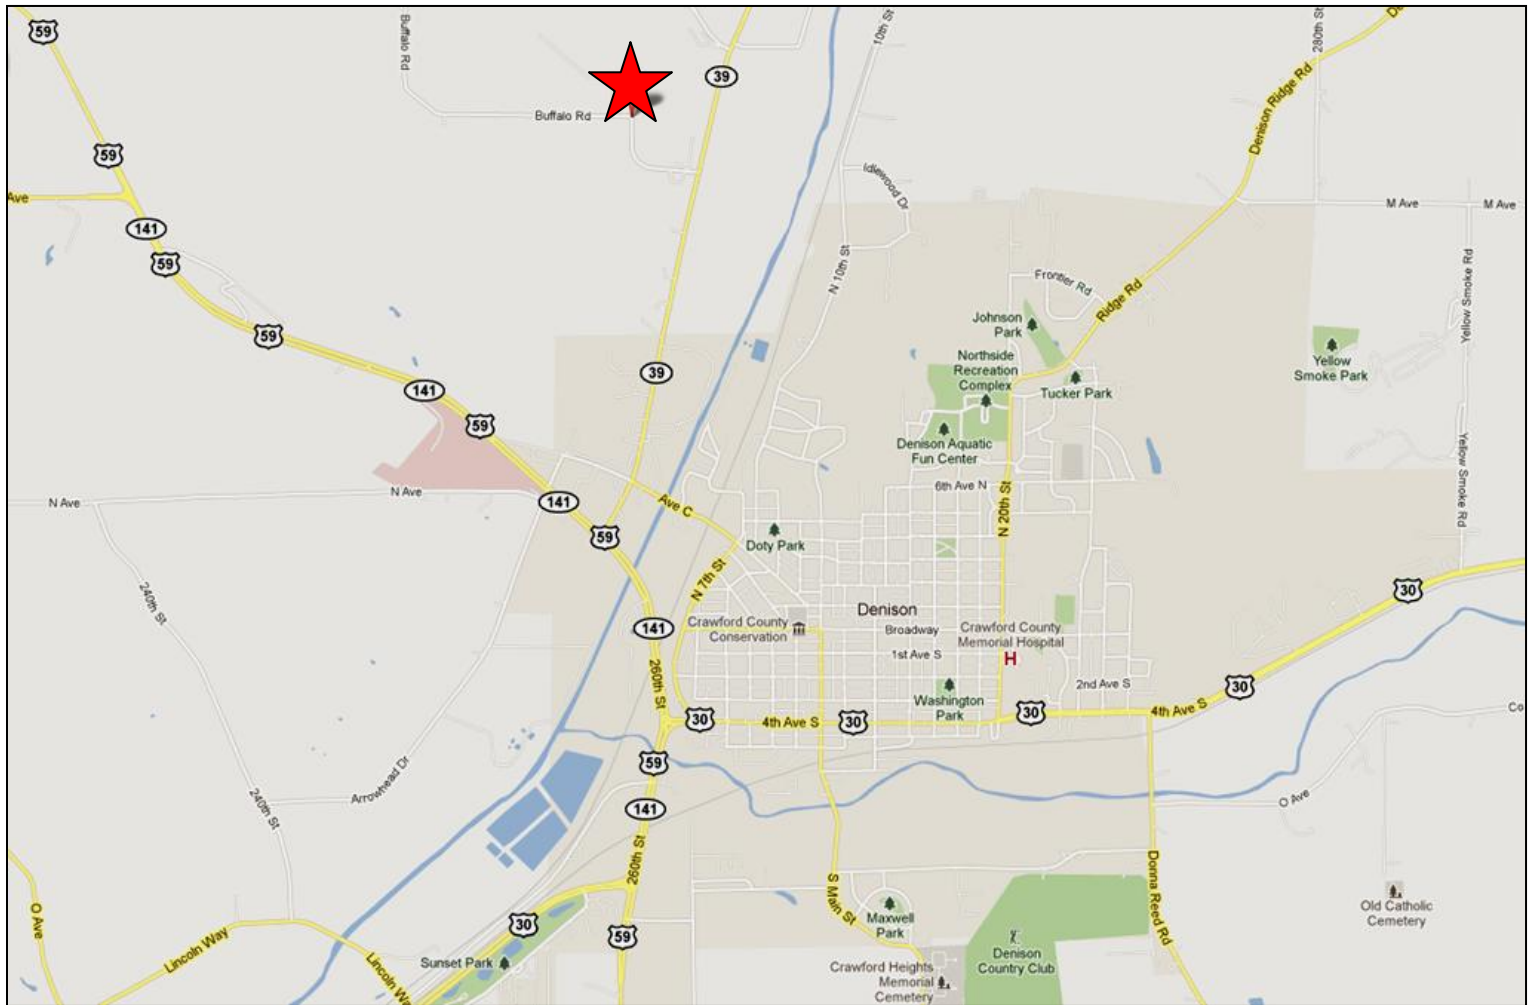 59
Buffalo Rd
10th St
280th St
39
Denison Ridge Rd
Buffalo Rd
59
Idlewood Dr
Ave
M Ave
M Ave
141
59
N 10th St
Frontier Rd
Ridge Rd
Yellow Smoke Rd
Johnson
Park
59
Northside
Recreation
Complex
Yellow
Smoke Park
39
141
Tucker Park
59
Denison Aquatic
Fun Center
Yellow Smoke Rd
N Ave
N Ave
141
Ave C
6th Ave N
N 20th St
59
Doty Park
N 7th St
240th St
30
Denison
141
Crawford County
Conservation
Broadway
Crawford County
Memorial Hospital
H
1st Ave S
260th St
2nd Ave S
30
Washington
Park
30
4th Ave S
30
30
4th Ave S
Co
59
Arrowhead Dr
240th St
141
O Ave
260th St
S Main St
Donna Reed Rd
Old Catholic
Cemetery
O Ave
Maxwell
Park
30
59
Lincoln Way
Lincoln Wa
Sunset Park
Denison
Country Club
Crawford Heights
Memorial
Cemetery